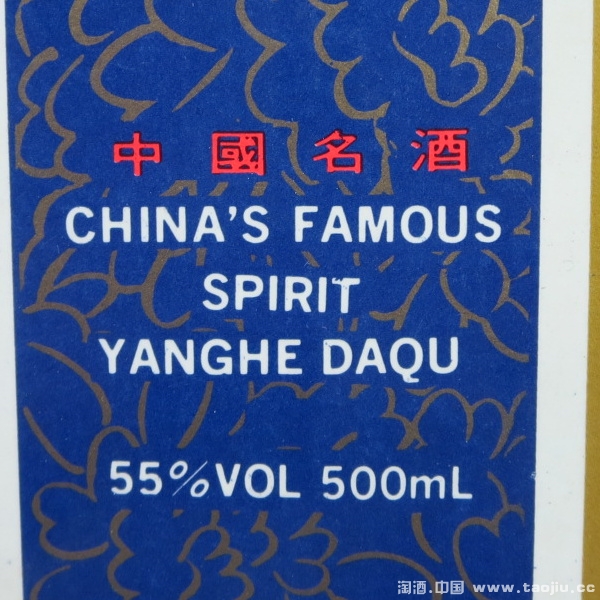 中國名酒
CHINA'S FAMOUS
SPIRIT
YANGHE DAQU
55%VOL 500mL
淘酒.中国 www.taojiu.cc